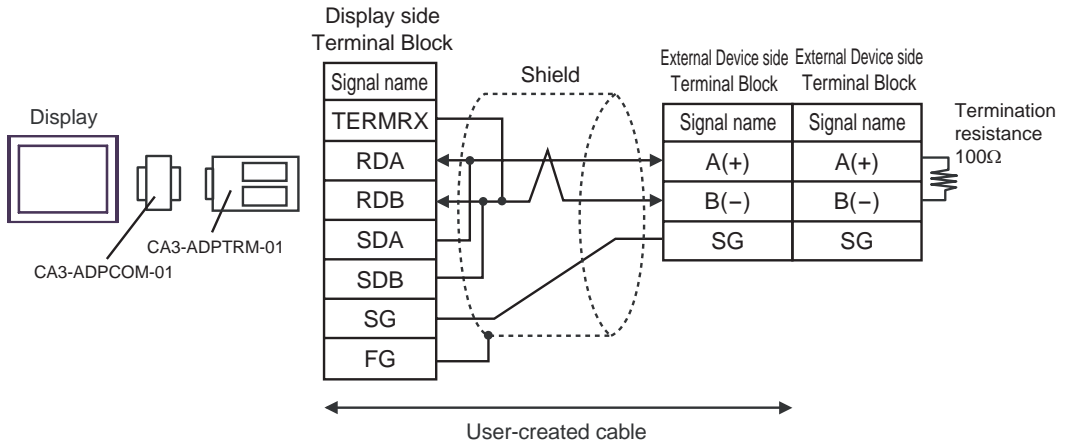 Display side
Terminal Block
Signal name
TERMRX
RDA
RDB
SDA
SDB
SG
FG
Shield
External Device side
Terminal Block
Signal name
A(+)
B(−)
SG
External Device side
Terminal Block
Signal name
A(+)
B(−)
SG
Termination
resistance
100Ω
Display
CA3-ADPTRM-01
CA3-ADPCOM-01
User-created cable